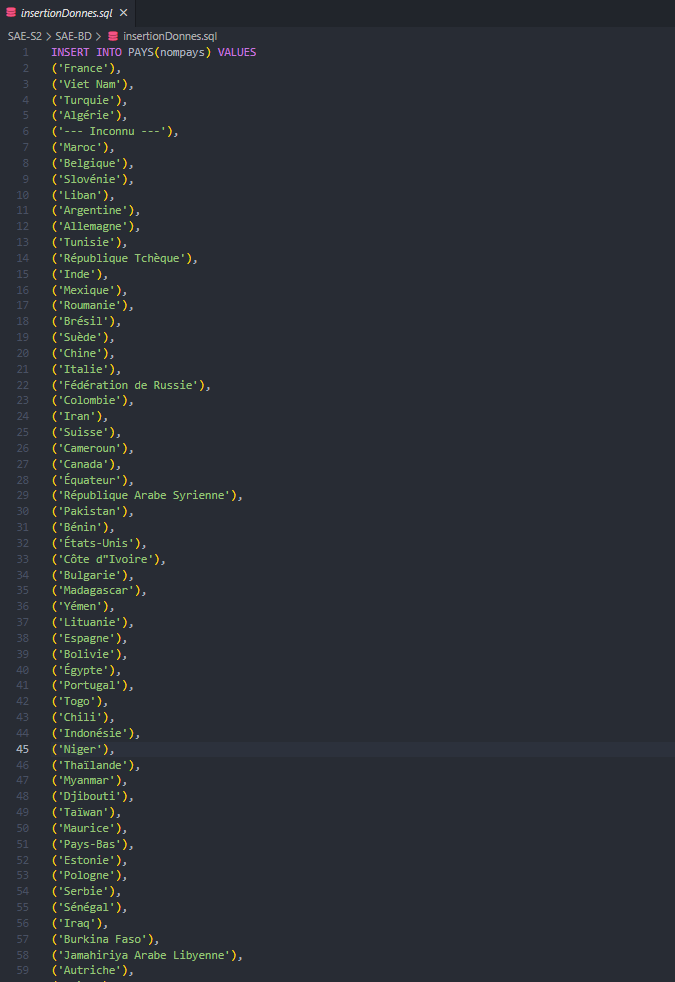 insertionDonnes.sql ×
SAE-S2 > SAE-BD > insertionDonnes.sql
1 INSERT INTO PAYS(nompays) VALUES
2 ('France'),
3 ('Viet Nam'),
4 ('Turquie'),
5 ('Algérie'),
6 ('--- Inconnu ---'),
7 ('Maroc'),
8 ('Belgique'),
9 ('Slovénie'),
10 ('Liban'),
11 ('Argentine'),
12 ('Allemagne'),
13 ('Tunisie'),
14 ('République Tchèque'),
15 ('Inde'),
16 ('Mexique'),
17 ('Roumanie'),
18 ('Brésil'),
19 ('Suède'),
20 ('Chine'),
21 ('Italie'),
22 ('Fédération de Russie'),
23 ('Colombie'),
24 ('Iran'),
25 ('Suisse'),
26 ('Cameroun'),
27 ('Canada'),
28 ('Équateur'),
29 ('République Arabe Syrienne'),
30 ('Pakistan'),
31 ('Bénin'),
32 ('États-Unis'),
33 ('Côte d"Ivoire'),
34 ('Bulgarie'),
35 ('Madagascar'),
36 ('Yémen'),
37 ('Lituanie'),
38 ('Espagne'),
39 ('Bolivie'),
40 ('Égypte'),
41 ('Portugal'),
42 ('Togo'),
43 ('Chili'),
44 ('Indonésie'),
45 ('Niger'),
46 ('Thaïlande'),
47 ('Myanmar'),
48 ('Djibouti'),
49 ('Taïwan'),
50 ('Maurice'),
51 ('Pays-Bas'),
52 ('Estonie'),
53 ('Pologne'),
54 ('Serbie'),
55 ('Sénégal'),
56 ('Iraq'),
57 ('Burkina Faso'),
58 ('Jamahiriya Arabe Libyenne'),
59 ('Autriche'),